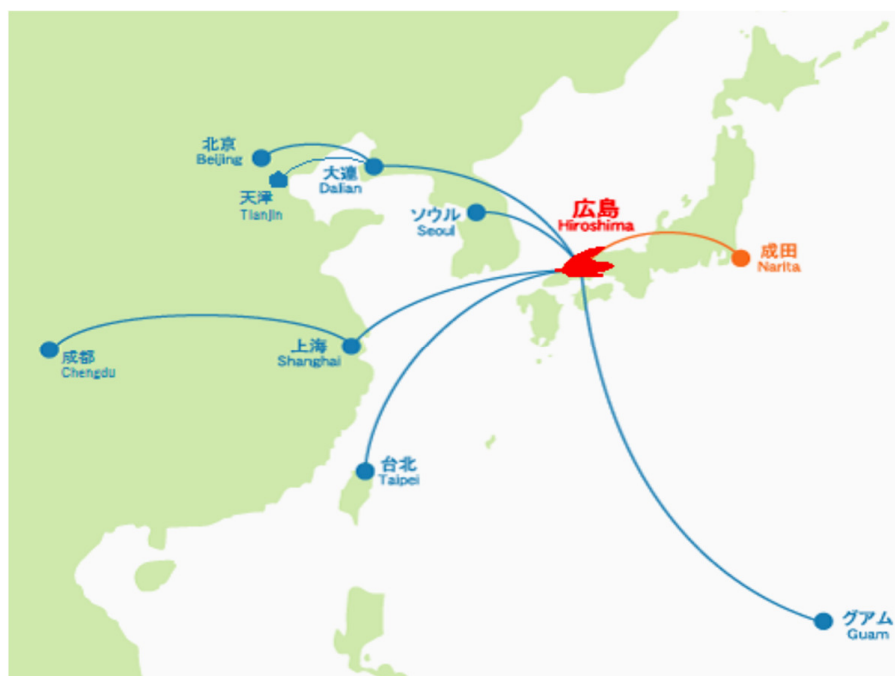 北京
Beijing
天津
Tianjin
大連
Dalian
ソウル
Seoul
広島
Hiroshima
成田
Narita
成都
Chengdu
上海
Shanghai
台北
Taipei
グアム
Guam